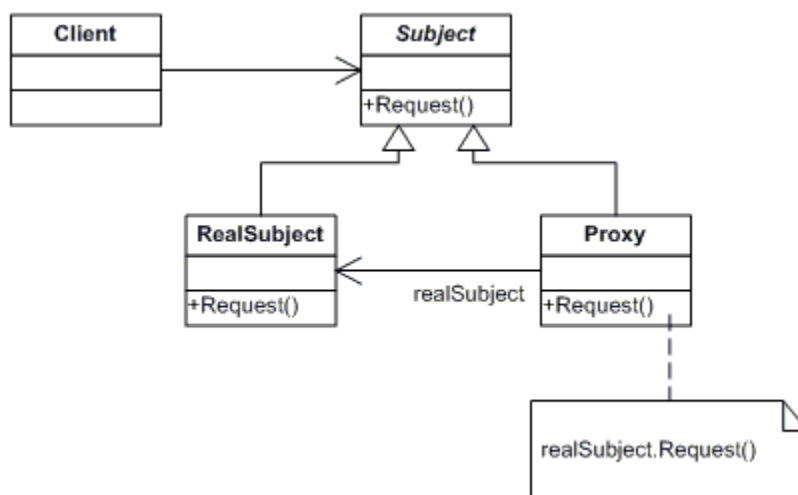 Client
Subject
+Request()
RealSubject
+Request()
Proxy
+Request()
realSubject
realSubject.Request()